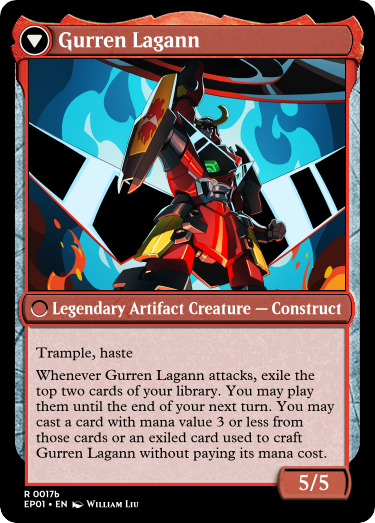 Gurren Lagann
Legendary Artifact Creature — Construct
Trample, haste
Whenever Gurren Lagann attacks, exile the
top two cards of your library. You may play
them until the end of your next turn. You may
cast a card with mana value 3 or less from
those cards or an exiled card used to craft
Gurren Lagann without paying its mana cost.
5/5
R 0017b
EP01 • EN William Liu